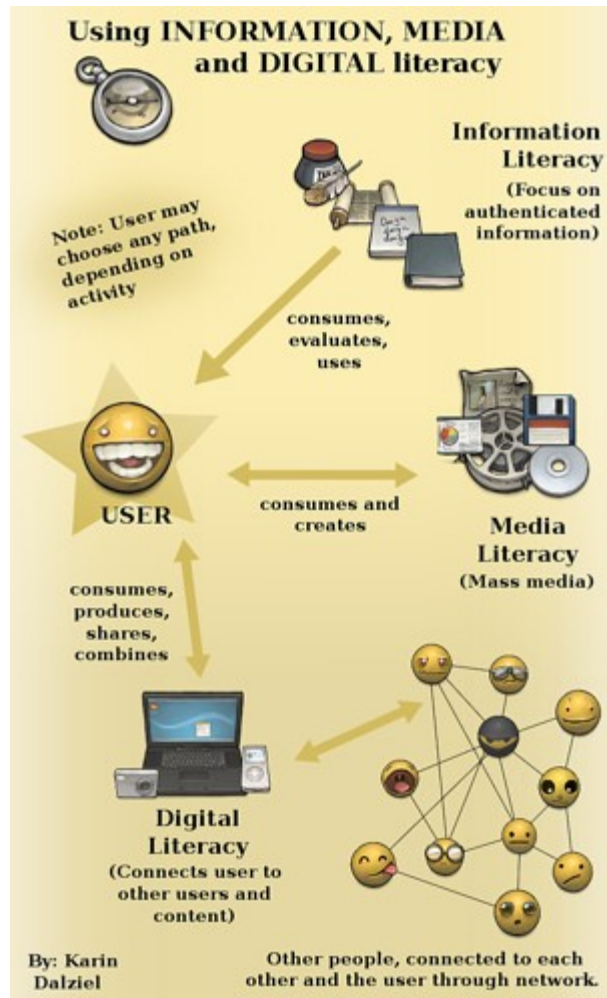 Using INFORMATION, MEDIA
and DIGITAL literacy
Information
Literacy
(Focus on
authenticated
information)
Note: User may
choose any path,
depending on
activity
consumes,
evaluates,
uses
USER
consumes and
creates
Media
Literacy
(Mass media)
consumes,
produces,
shares,
combines
Digital
Literacy
(Connects user to
other users and
content)
By: Karin
Dalziel
Other people, connected to each
other and the user through network.